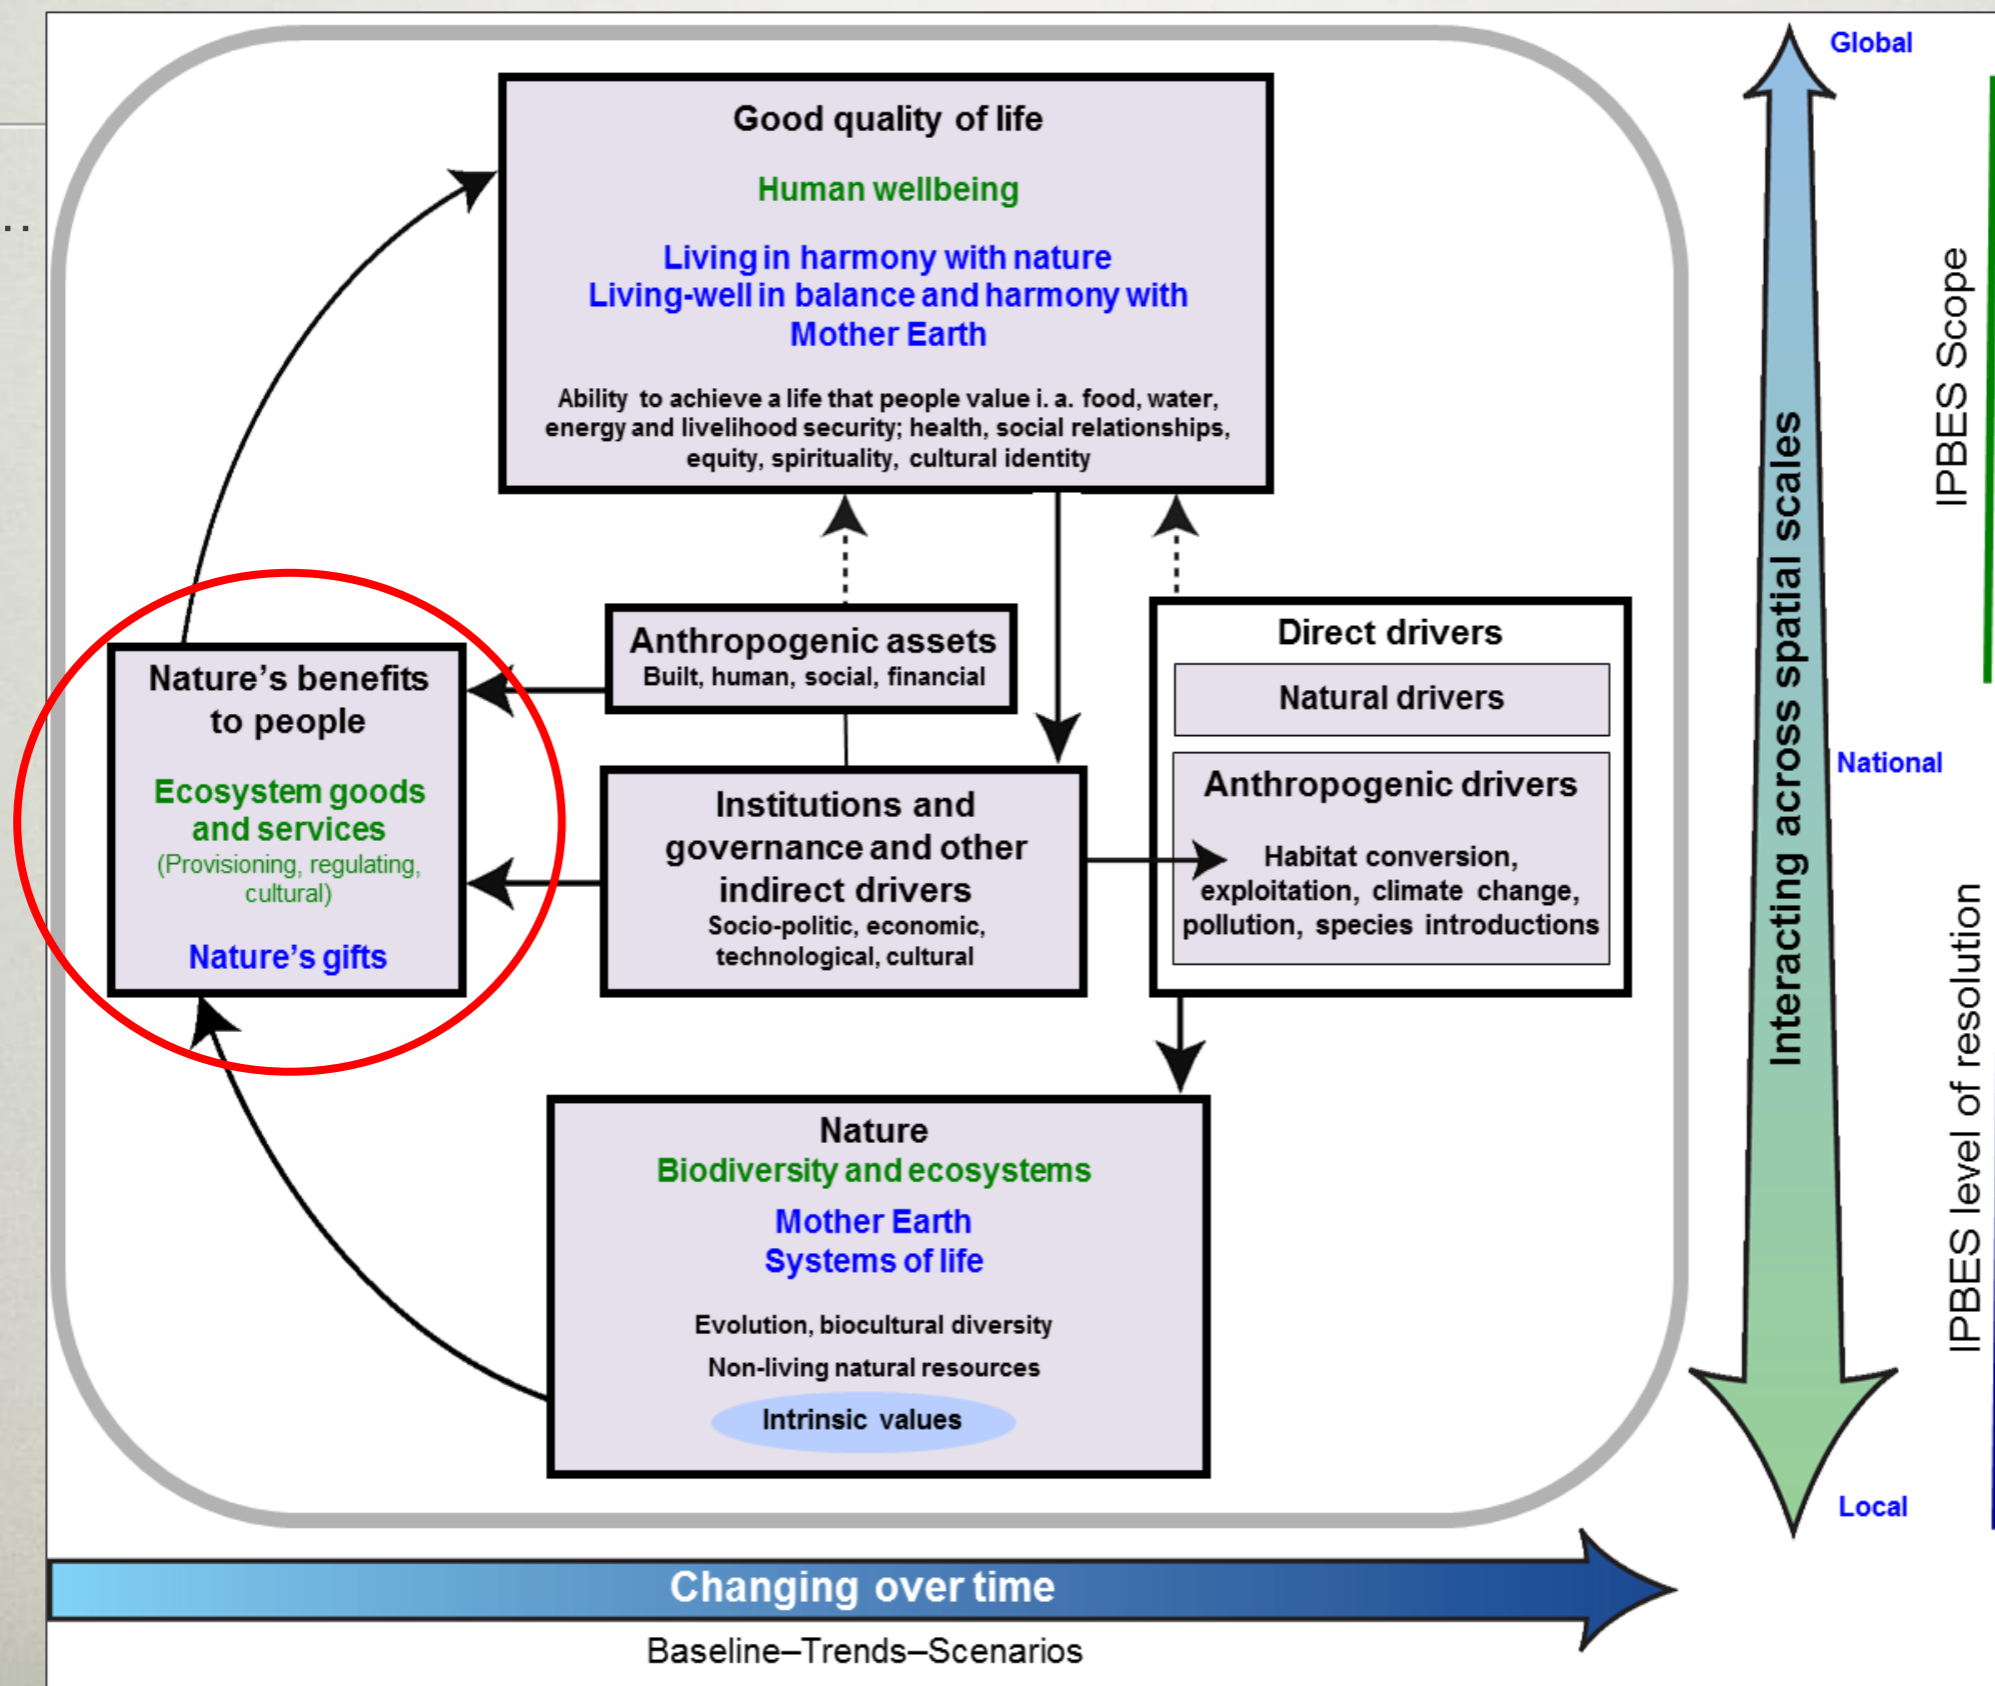 ..
Good quality of life
Human wellbeing
Living in harmony with nature
Living-well in balance and harmony with
Mother Earth
Ability to achieve a life that people value i. a. food, water,
energy and livelihood security; health, social relationships,
equity, spirituality, cultural identity
Nature’s benefits
to people
Ecosystem goods
and services
(Provisioning, regulating,
cultural)
Nature’s gifts
Anthropogenic assets
Built, human, social, financial
Institutions and
governance and other
indirect drivers
Socio-politic, economic,
technological, cultural
Direct drivers
Natural drivers
Anthropogenic drivers
Habitat conversion,
exploitation, climate change,
pollution, species introductions
Nature
Biodiversity and ecosystems
Mother Earth
Systems of life
Evolution, biocultural diversity
Non-living natural resources
Intrinsic values
Changing over time
Baseline–Trends–Scenarios
Global
National
Local
Interacting across spatial scales
IPBES Scope
IPBES level of resolution